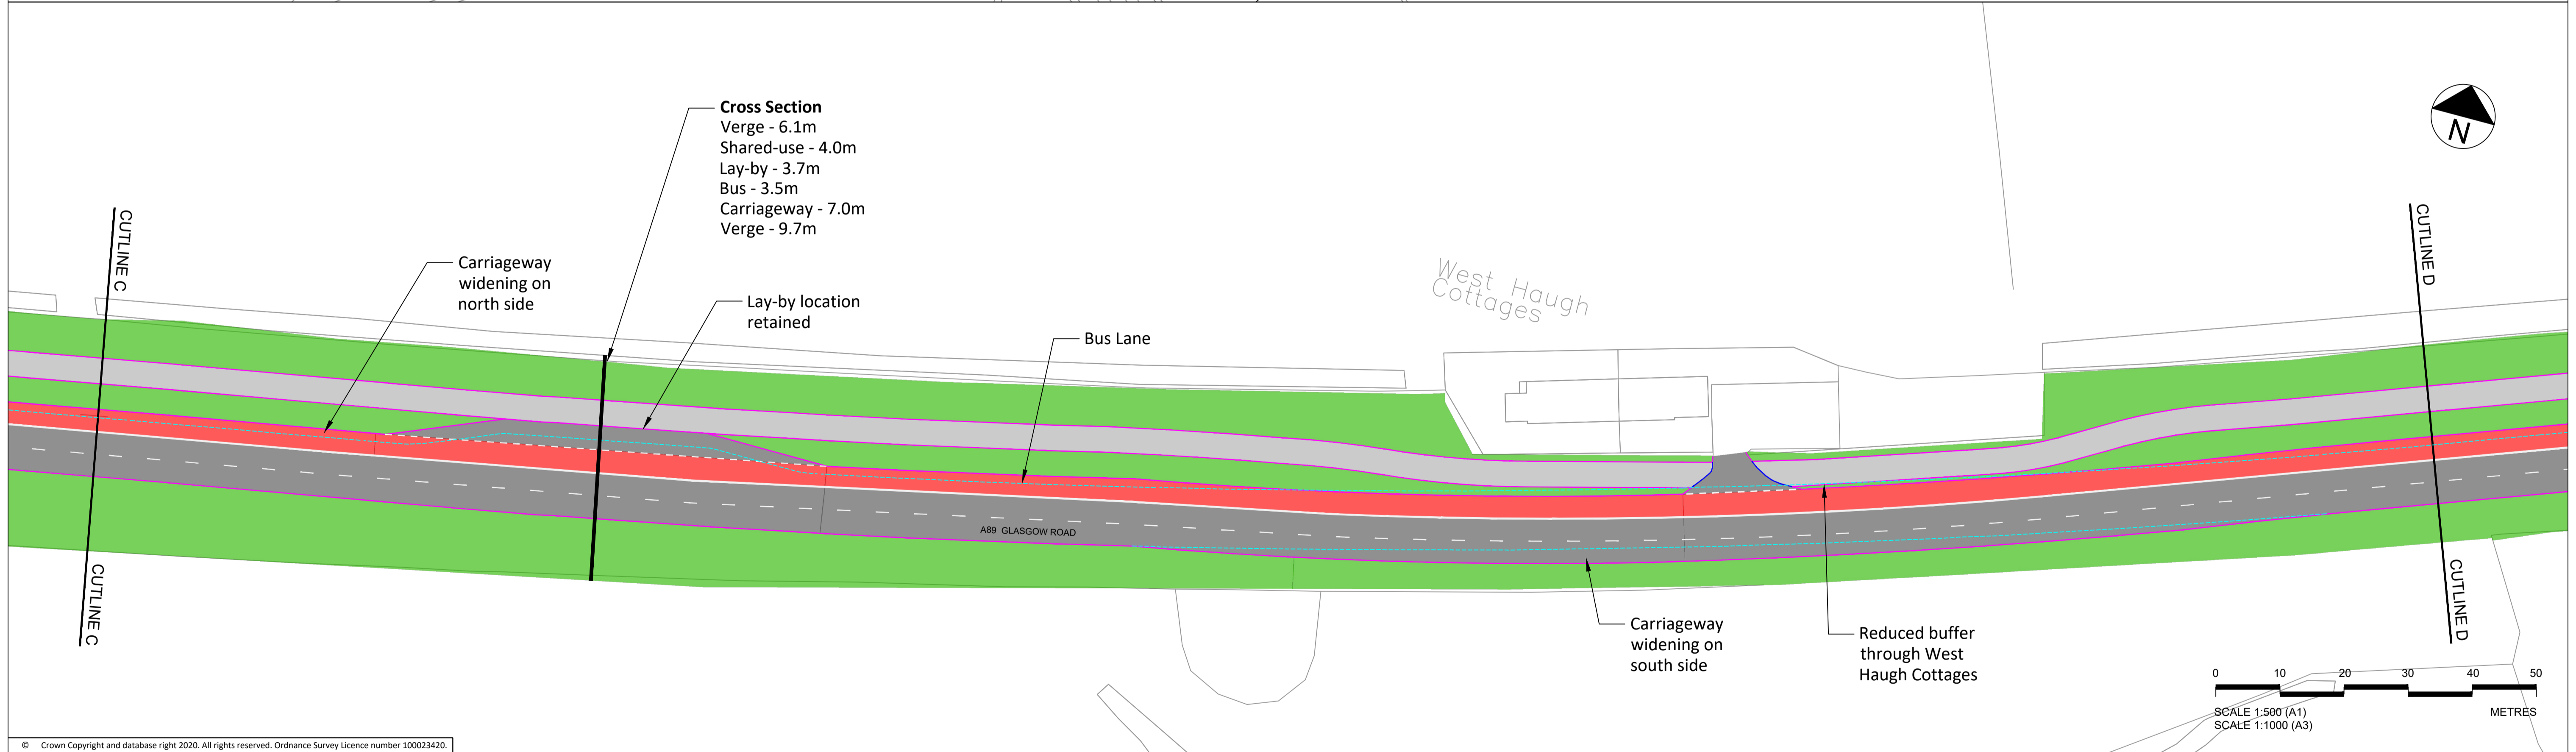 Cross Section
Verge - 6.1m
Shared-use - 4.0m
Lay-by - 3.7m
Bus - 3.5m
Carriageway - 7.0m
Verge - 9.7m
N
CUTLINE C
CUTLINE D
Carriageway
widening on
north side
Lay-by location
retained
Bus Lane
West Haugh
Cottages
A89 GLASGOW ROAD
CUTLINE C
CUTLINE D
Carriageway
widening on
south side
Reduced buffer
through West
Haugh Cottages
0 10 20 30 40 50
SCALE 1:500 (A1) METRES
SCALE 1:1000 (A3)
© Crown Copyright and database right 2020. All rights reserved. Ordnance Survey Licence number 100023420.